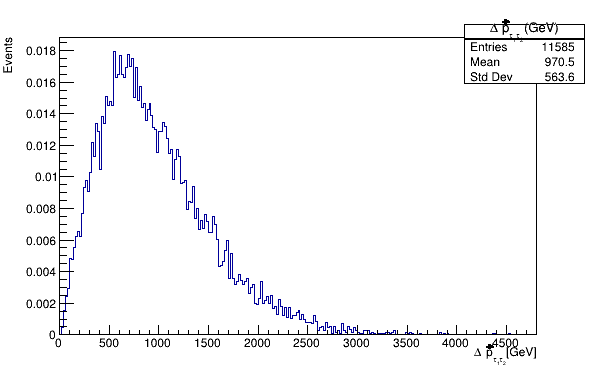 Δ p⃗τ₁τ₂(GeV)
Entries 11585
Mean 970.5
Std Dev 563.6
Events
0.018
0.016
0.014
0.012
0.01
0.008
0.006
0.004
0.002
0
0 500 1000 1500 2000 2500 3000 3500 4000 4500
Δ p⃗τ₁τ₂[GeV]